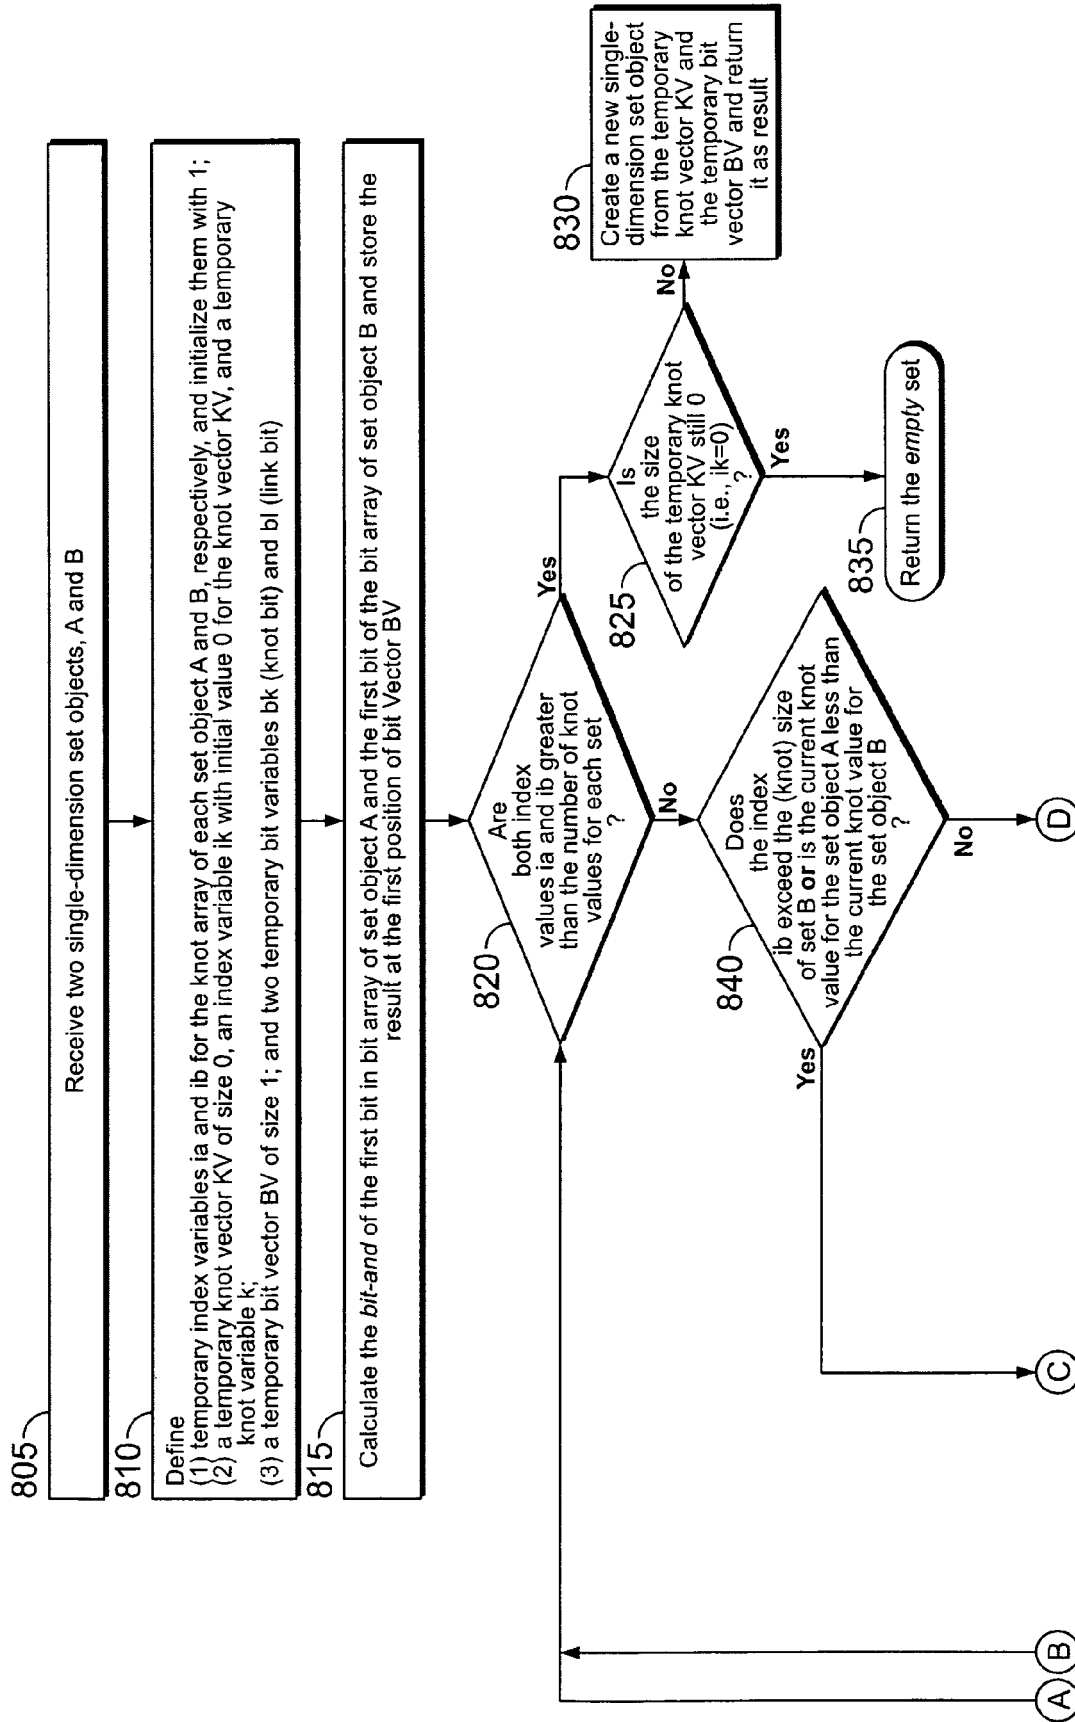 805
Receive two single-dimension set objects, A and B
810
Define
(1) temporary index variables ia and ib for the knot array of each set object A and B, respectively, and initialize them with 1;
(2) a temporary knot vector KV of size 0, an index variable ik with initial value 0 for the knot vector KV, and a temporary
knot variable k;
(3) a temporary bit vector BV of size 1; and two temporary bit variables bk (knot bit) and bl (link bit)
815
Calculate the bit-and of the first bit in bit array of set object A and the first bit of the bit array of set object B and store the
result at the first position of bit Vector BV
820
Are
both index
values ia and ib greater
than the number of knot
values for each set
?
Yes
No
825
Is
the size
of the temporary knot
vector KV still 0
(i.e., ik=0)
?
No
Yes
830
Create a new single-
dimension set object
from the temporary
knot vector KV and
the temporary bit
vector BV and return
it as result
835
Return the empty set
840
Does
the index
ib exceed the (knot) size
of set B or is the current knot
value for the set object A less than
the current knot value for
the set object B
?
Yes
No
A
B
C
D